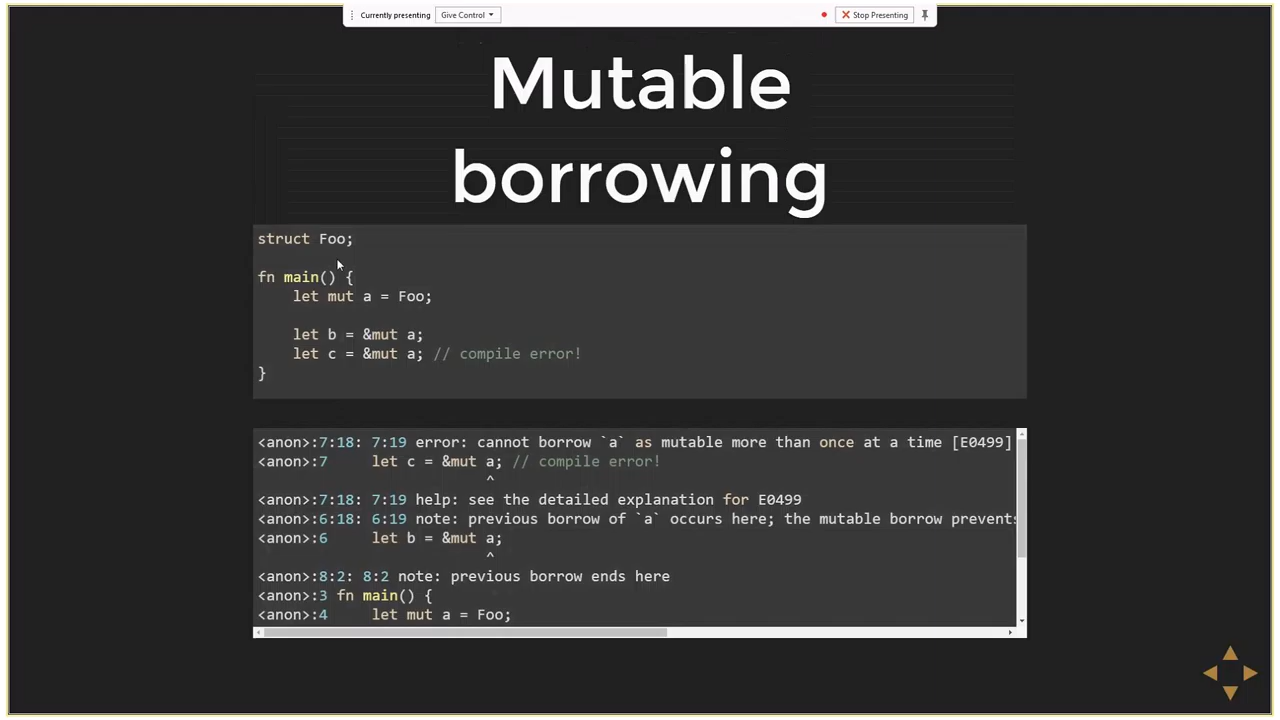 Currently presenting Give Control Stop Presenting
Mutable
borrowing
struct Foo;
fn main() {
    let mut a = Foo;
    let b = &mut a;
    let c = &mut a; // compile error!
}
<anon>:7:18: 7:19 error: cannot borrow `a` as mutable more than once at a time [E0499]
<anon>:7     let c = &mut a; // compile error!
^
<anon>:7:18: 7:19 help: see the detailed explanation for E0499
<anon>:6:18: 6:19 note: previous borrow of `a` occurs here; the mutable borrow prevents
<anon>:6     let b = &mut a;
^
<anon>:8:2: 8:2 note: previous borrow ends here
<anon>:3 fn main() {
<anon>:4     let mut a = Foo;